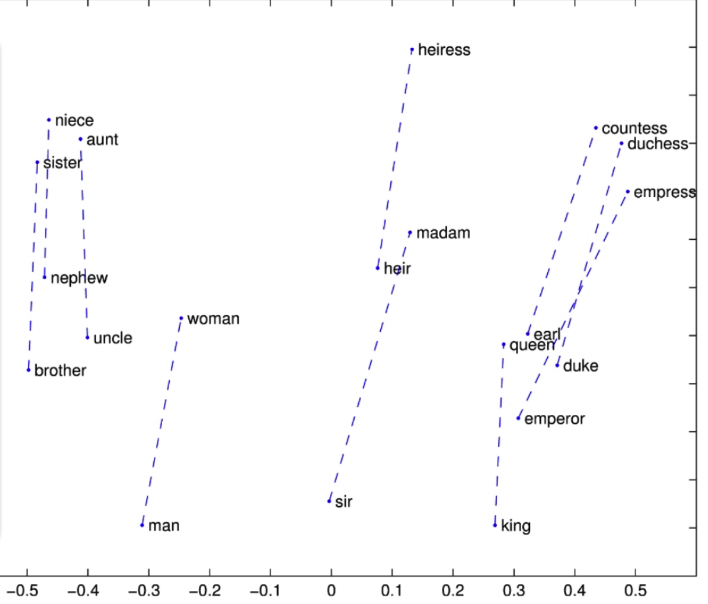 heiress
niece
countess
aunt
duchess
sister
empress
madam
heir
nephew
woman
earl
uncle
queen
duke
brother
emperor
sir
man
king
−0.5 −0.4 −0.3 −0.2 −0.1 0 0.1 0.2 0.3 0.4 0.5